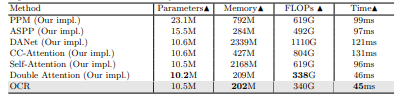 Method Parameters▲ Memory▲ FLOPs ▲ Time▲
PPM (Our impl.) 23.1M 792M 619G 99ms
ASPP (Our impl.) 15.5M 284M 492G 97ms
DANet (Our impl.) 10.6M 2339M 1110G 121ms
CC-Attention (Our impl.) 10.6M 427M 804G 131ms
Self-Attention (Our impl.) 10.5M 2168M 619G 96ms
Double Attention (Our impl.) 10.2M 209M 338G 46ms
OCR 10.5M 202M 340G 45ms